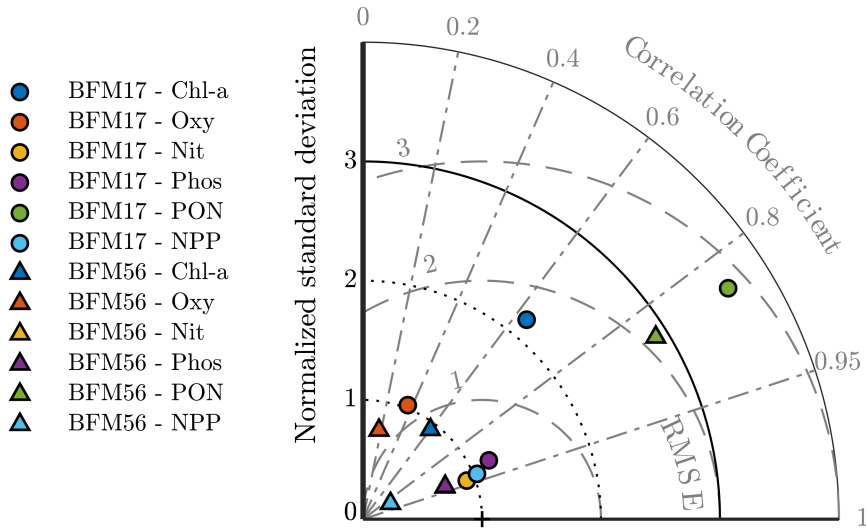 BFM17 - Chl-a
BFM17 - Oxy
BFM17 - Nit
BFM17 - Phos
BFM17 - PON
BFM17 - NPP
BFM56 - Chl-a
BFM56 - Oxy
BFM56 - Nit
BFM56 - Phos
BFM56 - PON
BFM56 - NPP
Normalized standard deviation
3
2
1
0
0
0.2
0.4
0.6
0.8
0.95
1
Correlation Coefficient
3
2
1
RMSE